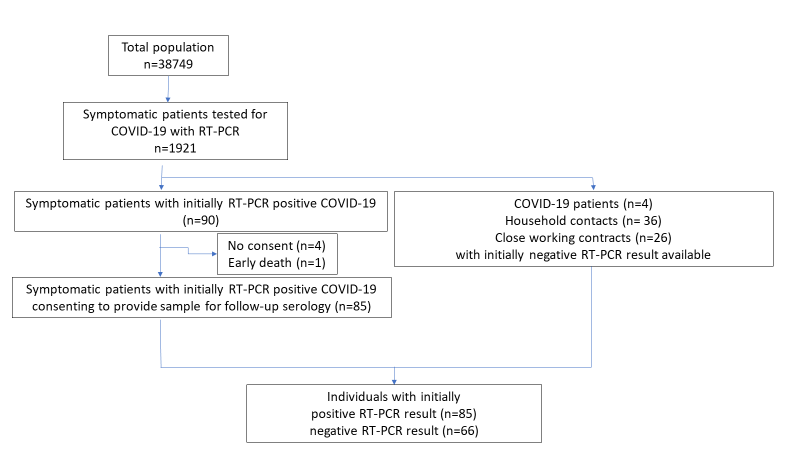 Total population
n=38749
Symptomatic patients tested for
COVID-19 with RT-PCR
n=1921
Symptomatic patients with initially RT-PCR positive COVID-19
(n=90)
COVID-19 patients (n=4)
Household contacts (n= 36)
Close working contracts (n=26)
with initially negative RT-PCR result available
No consent (n=4)
Early death (n=1)
Symptomatic patients with initially RT-PCR positive COVID-19
consenting to provide sample for follow-up serology (n=85)
Individuals with initially
positive RT-PCR result (n=85)
negative RT-PCR result (n=66)